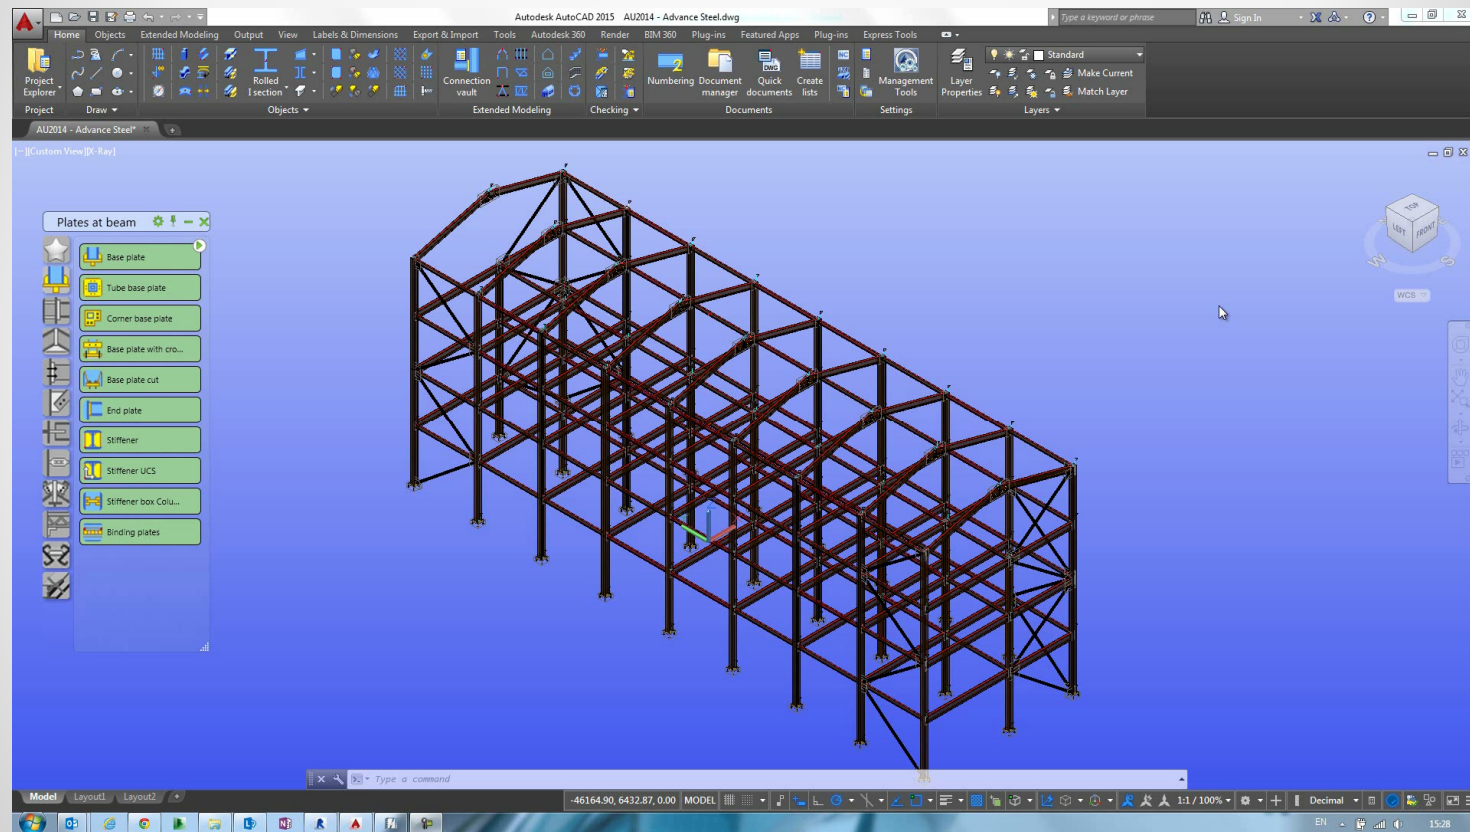 Autodesk AutoCAD 2015 AU2014 - Advance Steel.dwg
Type a keyword or phrase
Sign In
Home Objects Extended Modeling Output View Labels & Dimensions Export & Import Tools Autodesk 360 Render BIM 360 Plug-ins Featured Apps Plug-ins Express Tools
Standard
Make Current
Match Layer
Project Explorer
Rolled I section
Connection vault
Numbering
Document manager
Quick documents
Create lists
Management Tools
Layer Properties
Project Draw Objects Extended Modeling Checking Documents Settings Layers
AU2014 - Advance Steel*
[−][Custom View][X-Ray]
TOP
LEFT
FRONT
W
S
WCS
Plates at beam
Base plate
Tube base plate
Corner base plate
Base plate with cro...
Base plate cut
End plate
Stiffener
Stiffener UCS
Stiffener box Colu...
Binding plates
Type a command
Model Layout1 Layout2
-46164.90, 6432.87, 0.00 MODEL
1:1 / 100%
Decimal
EN
15:28